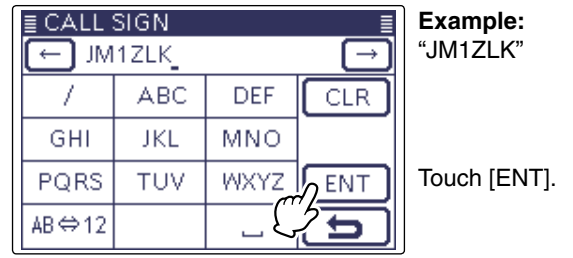 CALL SIGN
← JM1ZLK_ →
/ ABC DEF CLR
GHI JKL MNO
PQRS TUV WXYZ ENT
AB⇔12 ␣
Example:
“JM1ZLK”
Touch [ENT].